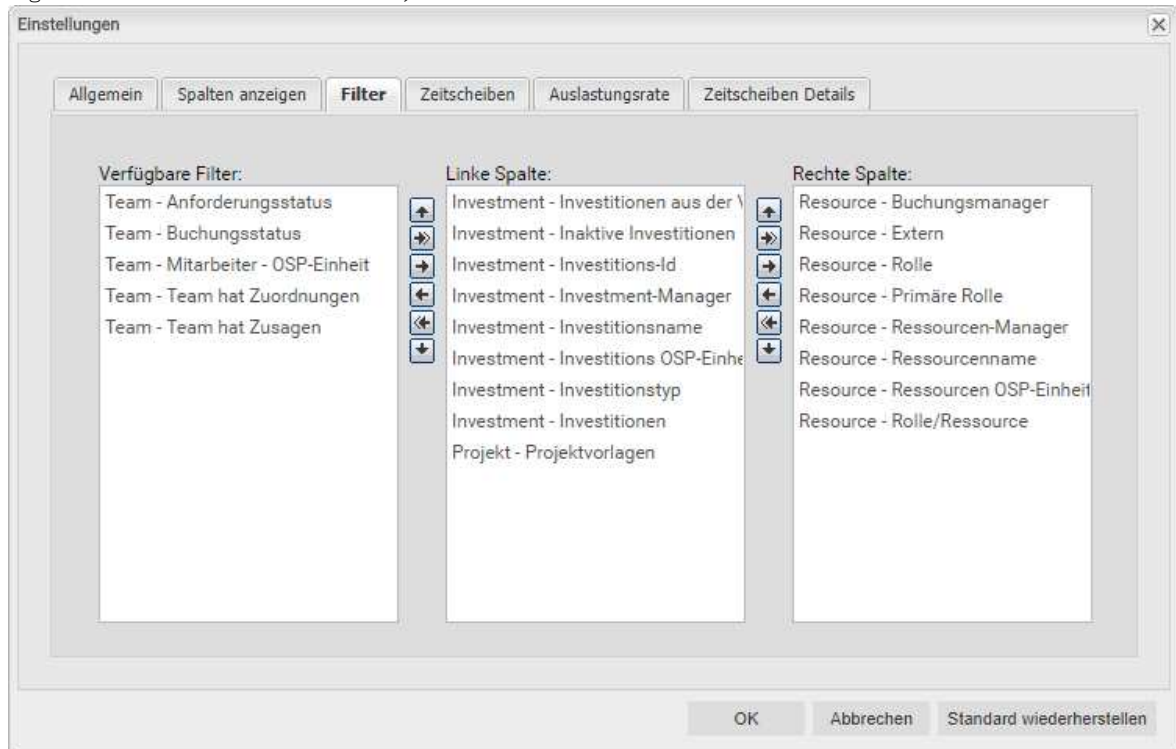 Einstellungen
Allgemein
Spalten anzeigen
Filter
Zeitscheiben
Auslastungsrate
Zeitscheiben Details
Verfügbare Filter:
Team - Anforderungsstatus
Team - Buchungsstatus
Team - Mitarbeiter - OSP-Einheit
Team - Team hat Zuordnungen
Team - Team hat Zusagen
Linke Spalte:
Investment - Investitionen aus der
Investment - Inaktive Investitionen
Investment - Investitions-Id
Investment - Investment-Manager
Investment - Investitionsname
Investment - Investitions OSP-Einhe
Investment - Investitionstyp
Investment - Investitionen
Projekt - Projektvorlagen
Rechte Spalte:
Resource - Buchungsmanager
Resource - Extern
Resource - Rolle
Resource - Primäre Rolle
Resource - Ressourcen-Manager
Resource - Ressourcenname
Resource - Ressourcen OSP-Einheit
Resource - Rolle/Ressource
OK
Abbrechen
Standard wiederherstellen